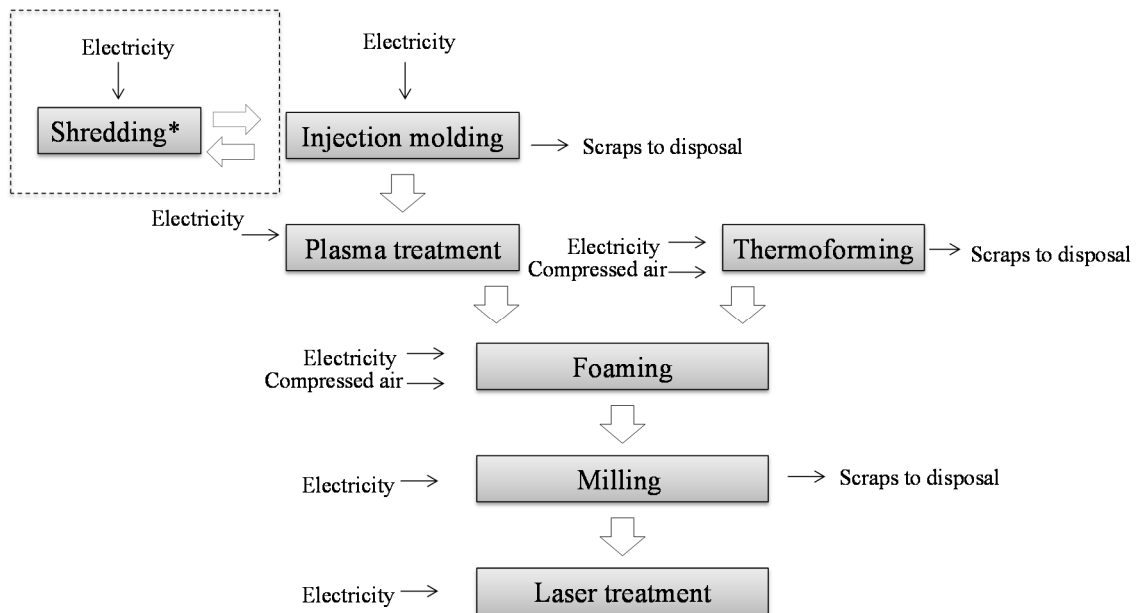 Electricity
Electricity
Shredding*
Injection molding
Scraps to disposal
Electricity
Plasma treatment
Electricity
Compressed air
Thermoforming
Scraps to disposal
Electricity
Compressed air
Foaming
Electricity
Milling
Scraps to disposal
Electricity
Laser treatment